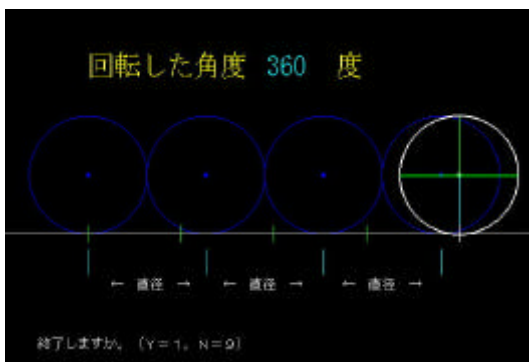 回転した角度 360 度
← 直径 → ← 直径 → ← 直径 →
終了しますか。(Y=1, N=9)